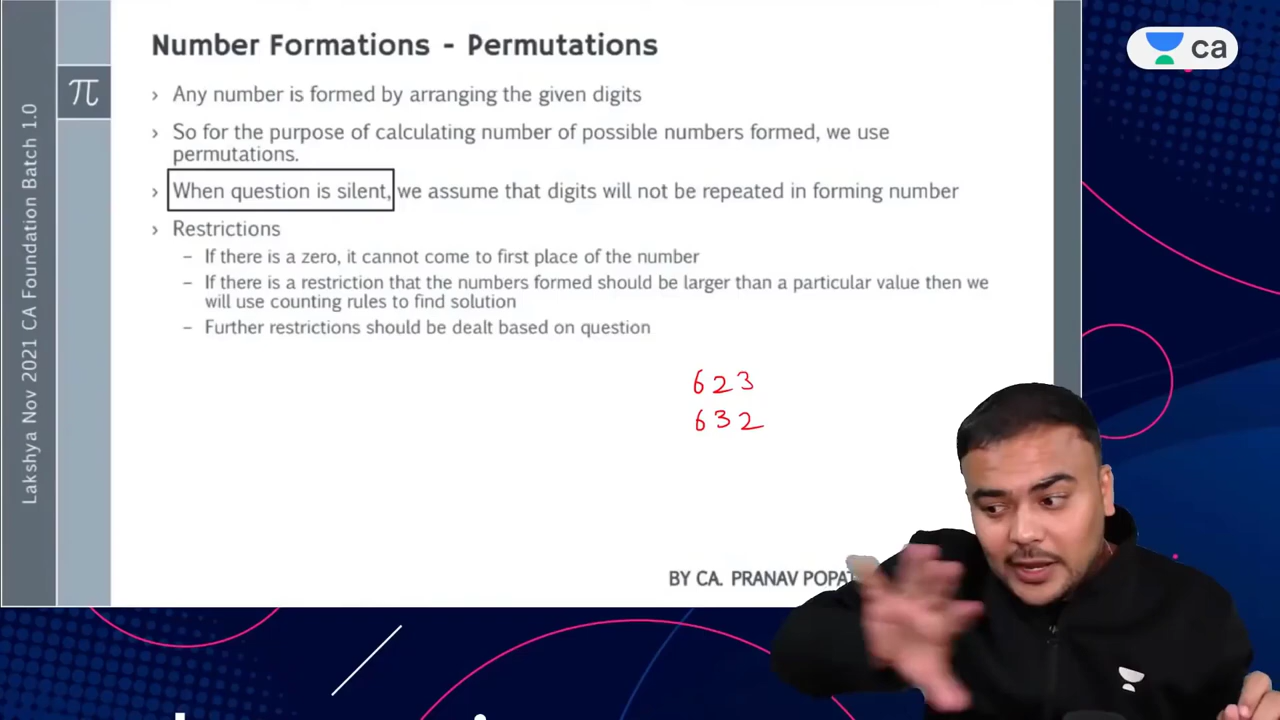 Number Formations - Permutations
ca
π
› Any number is formed by arranging the given digits
› So for the purpose of calculating number of possible numbers formed, we use
permutations.
› When question is silent, we assume that digits will not be repeated in forming number
› Restrictions
– If there is a zero, it cannot come to first place of the number
– If there is a restriction that the numbers formed should be larger than a particular value then we
will use counting rules to find solution
– Further restrictions should be dealt based on question
Lakshya Nov 2021 CA Foundation Batch 1.0
623
632
BY CA. PRANAV